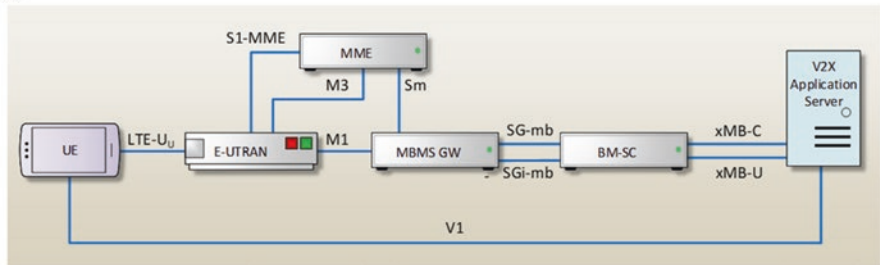 S1-MME
MME
V2X
Application
Server
M3
Sm
UE
LTE-UU
E-UTRAN
M1
MBMS GW
SG-mb
SGi-mb
BM-SC
xMB-C
xMB-U
V1